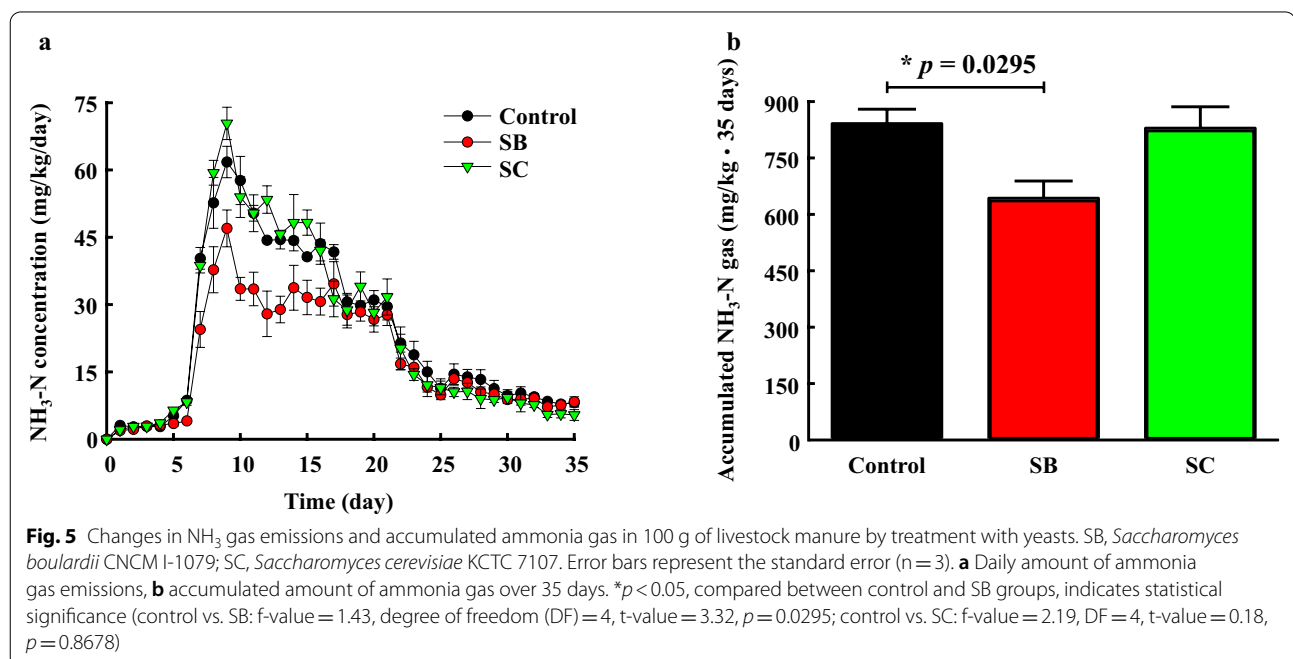 a
NH₃-N concentration (mg/kg/day)
75
60
45
30
15
0
Control
SB
SC
0 5 10 15 20 25 30 35
Time (day)
b
* p = 0.0295
Accumulated NH₃-N gas (mg/kg · 35 days)
900
750
600
450
300
150
0
Control SB SC
Fig. 5 Changes in NH₃ gas emissions and accumulated ammonia gas in 100 g of livestock manure by treatment with yeasts. SB, Saccharomyces
boulardii CNCM I-1079; SC, Saccharomyces cerevisiae KCTC 7107. Error bars represent the standard error (n = 3). a Daily amount of ammonia
gas emissions, b accumulated amount of ammonia gas over 35 days. *p < 0.05, compared between control and SB groups, indicates statistical
significance (control vs. SB: f-value = 1.43, degree of freedom (DF) = 4, t-value = 3.32, p = 0.0295; control vs. SC: f-value = 2.19, DF = 4, t-value = 0.18,
p = 0.8678)